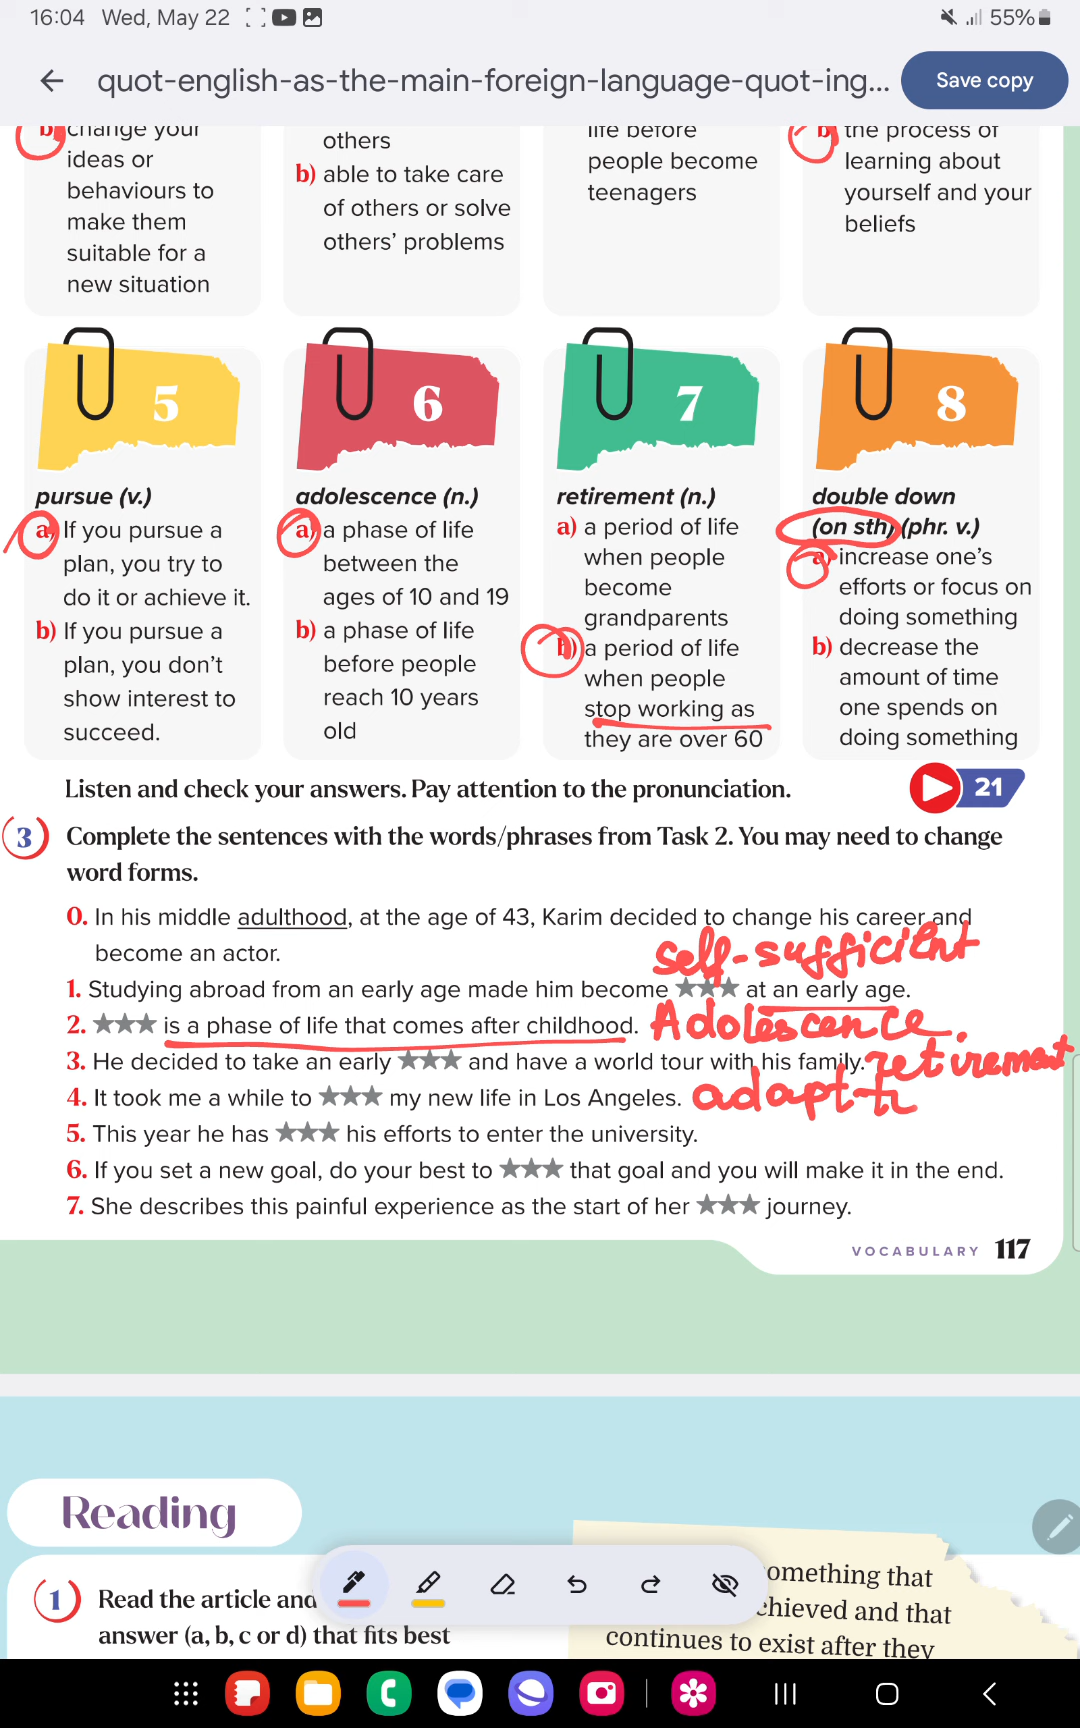 16:04 Wed, May 22
55%
quot-english-as-the-main-foreign-language-quot-ing...
Save copy
b) change your
ideas or
behaviours to
make them
suitable for a
new situation
others
b) able to take care
of others or solve
others' problems
life before
people become
teenagers
b) the process of
learning about
yourself and your
beliefs
5
pursue (v.)
a) If you pursue a
plan, you try to
do it or achieve it.
b) If you pursue a
plan, you don't
show interest to
succeed.
6
adolescence (n.)
a) a phase of life
between the
ages of 10 and 19
b) a phase of life
before people
reach 10 years
old
7
retirement (n.)
a) a period of life
when people
become
grandparents
b) a period of life
when people
stop working as
they are over 60
8
double down
(on sth) (phr. v.)
a) increase one's
efforts or focus on
doing something
b) decrease the
amount of time
one spends on
doing something
Listen and check your answers. Pay attention to the pronunciation.
21
3 Complete the sentences with the words/phrases from Task 2. You may need to change
word forms.
0. In his middle adulthood, at the age of 43, Karim decided to change his career and
become an actor.
self-sufficient
1. Studying abroad from an early age made him become ★★★ at an early age.
2. ★★★ is a phase of life that comes after childhood. Adolescence.
3. He decided to take an early ★★★ and have a world tour with his family. retirement
4. It took me a while to ★★★ my new life in Los Angeles. adapt to
5. This year he has ★★★ his efforts to enter the university.
6. If you set a new goal, do your best to ★★★ that goal and you will make it in the end.
7. She describes this painful experience as the start of her ★★★ journey.
VOCABULARY 117
Reading
1 Read the article and
answer (a, b, c or d) that fits best
omething that
chieved and that
continues to exist after they